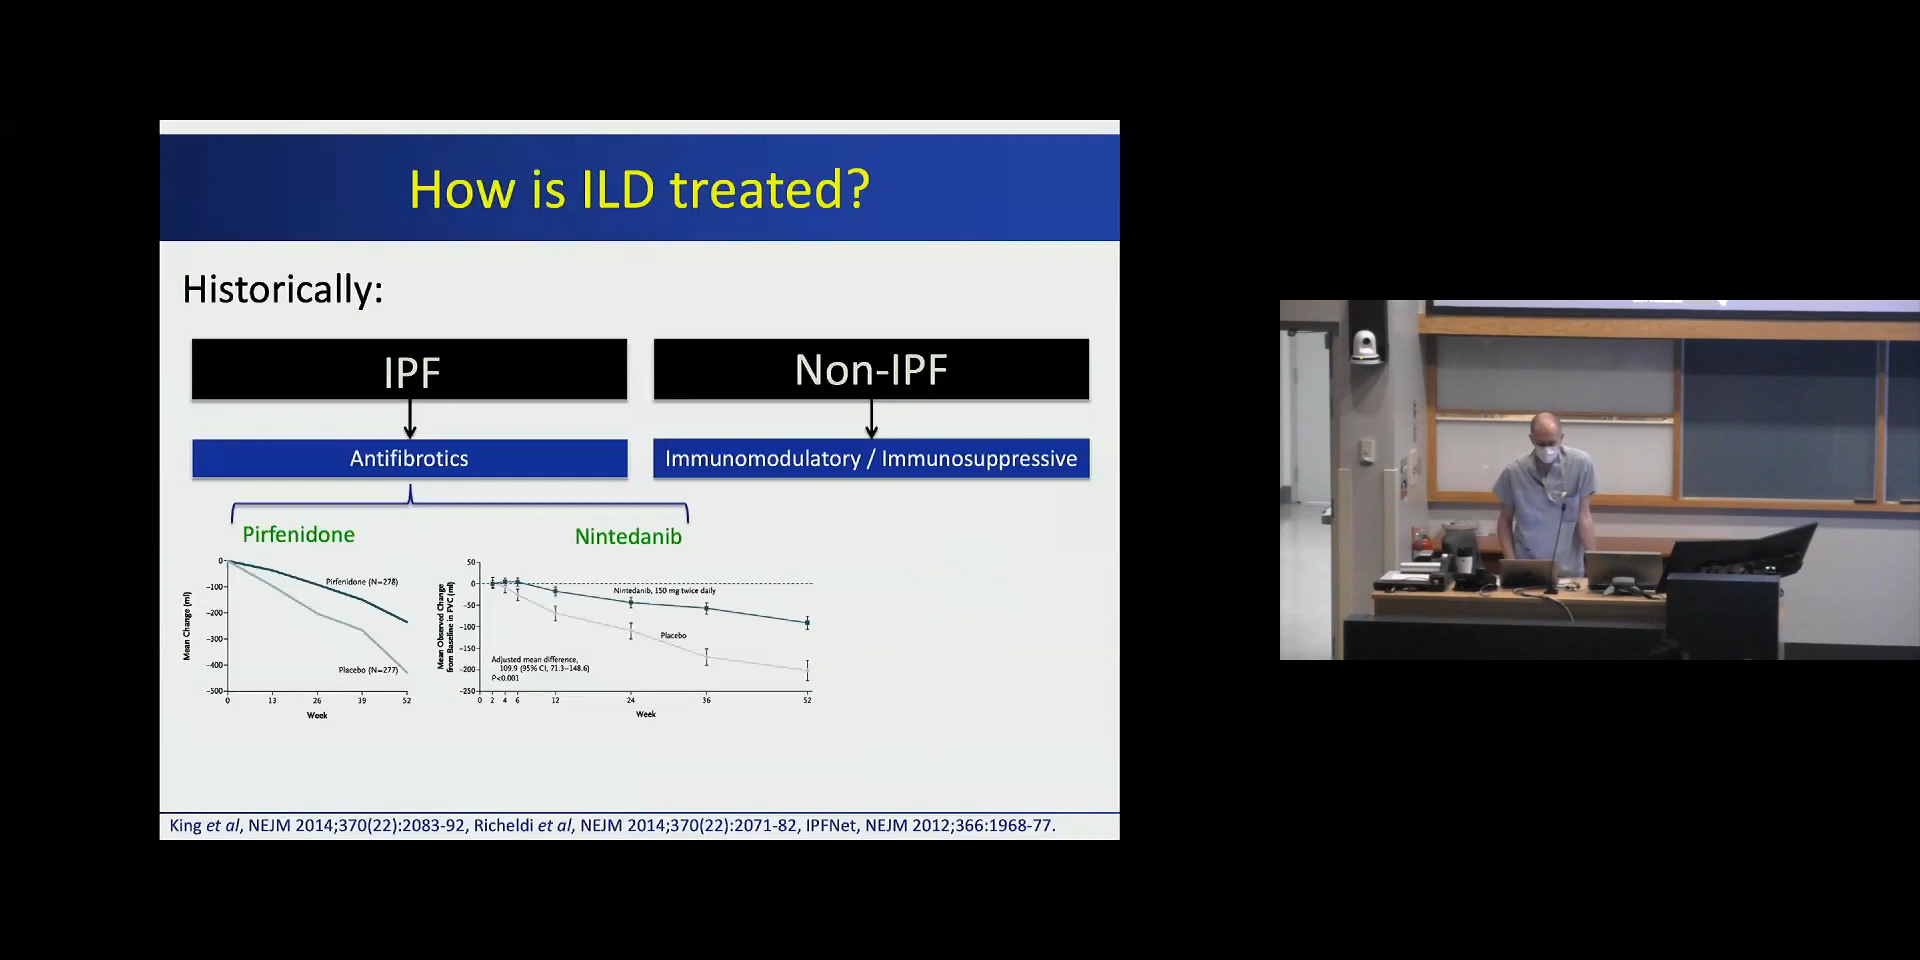 How is ILD treated?
Historically:
IPF
Non-IPF
Antifibrotics
Immunomodulatory / Immunosuppressive
Pirfenidone
Nintedanib
Mean Change (ml)
0
-100
-200
-300
-400
-500
Pirfenidone (N=278)
Placebo (N=277)
0 13 26 39 52
Week
Mean Observed Change
from Baseline in FVC (ml)
50
0
-50
-100
-150
-200
-250
Nintedanib, 150 mg twice daily
Placebo
Adjusted mean difference,
109.9 (95% CI, 71.3–148.6)
P<0.001
0 2 4 6 12 24 36 52
Week
King et al, NEJM 2014;370(22):2083-92, Richeldi et al, NEJM 2014;370(22):2071-82, IPFNet, NEJM 2012;366:1968-77.